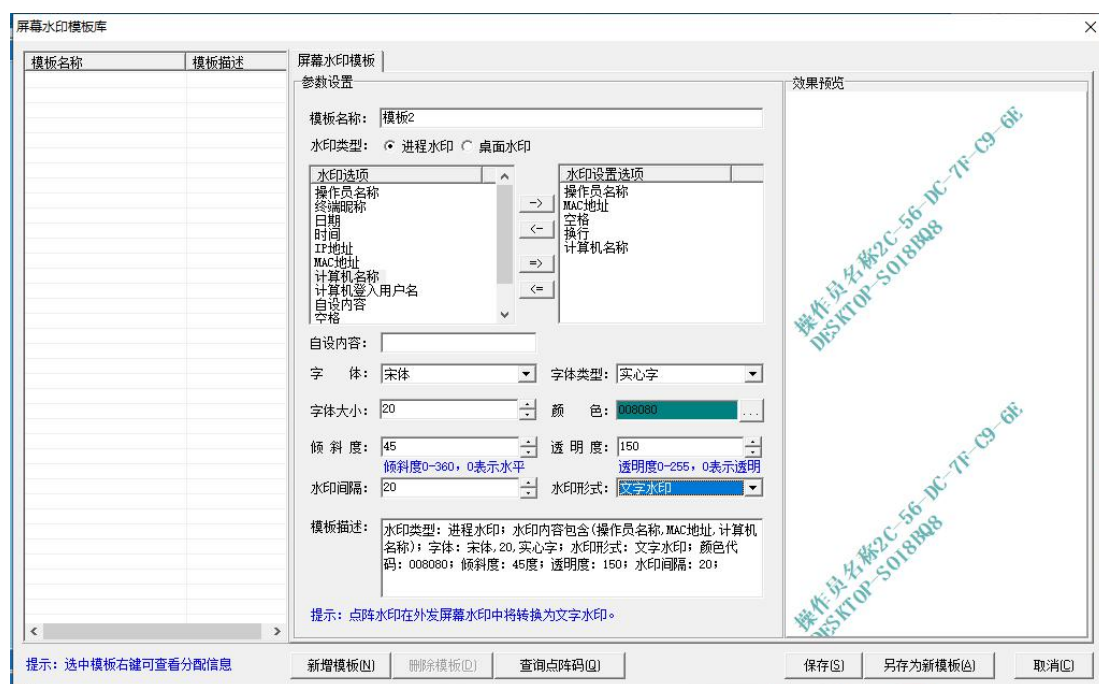 屏幕水印模板库
模板名称 模板描述
屏幕水印模板
参数设置
效果预览
模板名称: 模板2
水印类型: 进程水印 桌面水印
水印选项
操作员名称
终端昵称
日期
时间
IP地址
MAC地址
计算机名称
计算机登入用户名
自设内容
空格
->
<-
=>
<=
水印设置选项
操作员名称
MAC地址
空格
换行
计算机名称
自设内容:
字 体: 宋体 字体类型: 实心字
字体大小: 20 颜 色: 008080 ...
倾 斜 度: 45 透 明 度: 150
倾斜度0-360，0表示水平 透明度0-255，0表示透明
水印间隔: 20 水印形式: 文字水印
模板描述: 水印类型: 进程水印; 水印内容包含(操作员名称,MAC地址,计算机
名称); 字体: 宋体,20,实心字; 水印形式: 文字水印; 颜色代
码: 008080; 倾斜度: 45度; 透明度: 150; 水印间隔: 20;
提示: 点阵水印在外发屏幕水印中将转换为文字水印。
操作员名称2C-56-DC-7F-C9-6E
DESKTOP-SO18BQ8
操作员名称2C-56-DC-7F-C9-6E
DESKTOP-SO18BQ8
提示: 选中模板右键可查看分配信息
新增模板(N) 删除模板(D) 查询点阵码(Q) 保存(S) 另存为新模板(A) 取消(C)